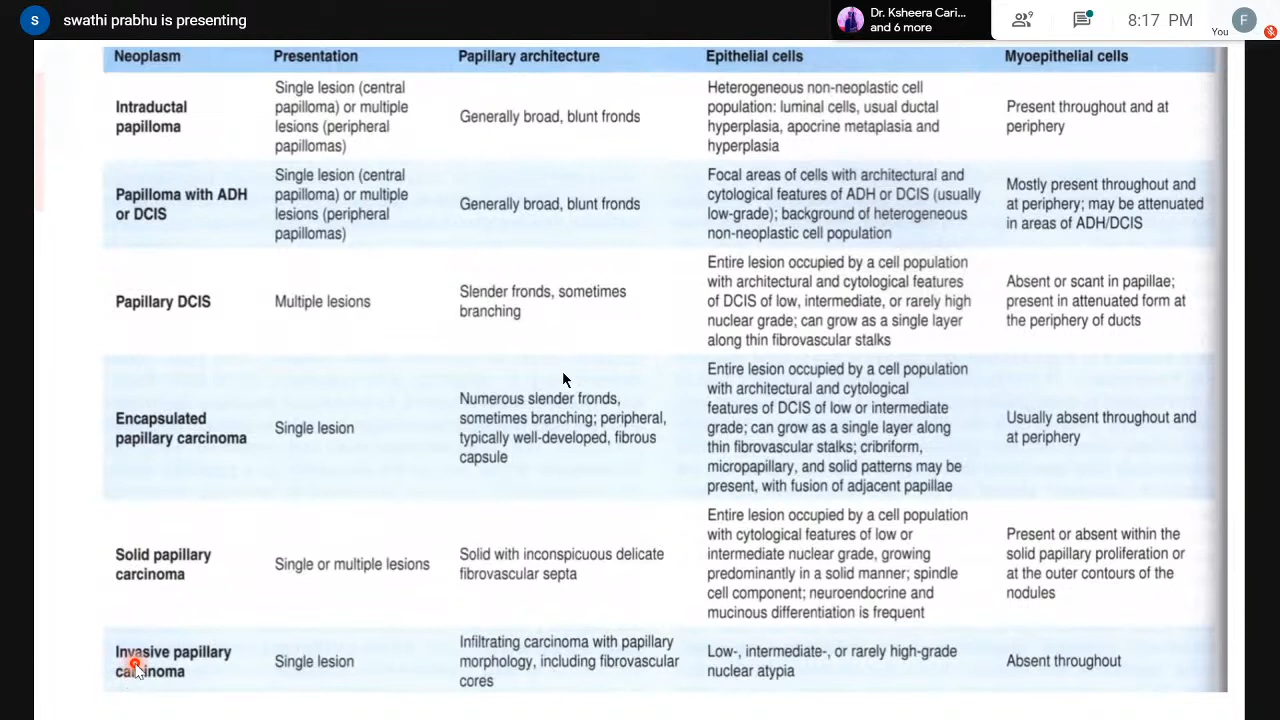 swathi prabhu is presenting
Dr. Ksheera Cari...
and 6 more
9
8:17 PM
You
S
F
Neoplasm Presentation Papillary architecture Epithelial cells Myoepithelial cells
Intraductal
papilloma
Single lesion (central
papilloma) or multiple
lesions (peripheral
papillomas)
Generally broad, blunt fronds
Heterogeneous non-neoplastic cell
population: luminal cells, usual ductal
hyperplasia, apocrine metaplasia and
hyperplasia
Present throughout and at
periphery
Papilloma with ADH
or DCIS
Single lesion (central
papilloma) or multiple
lesions (peripheral
papillomas)
Generally broad, blunt fronds
Focal areas of cells with architectural and
cytological features of ADH or DCIS (usually
low-grade); background of heterogeneous
non-neoplastic cell population
Mostly present throughout and
at periphery; may be attenuated
in areas of ADH/DCIS
Papillary DCIS
Multiple lesions
Slender fronds, sometimes
branching
Entire lesion occupied by a cell population
with architectural and cytological features
of DCIS of low, intermediate, or rarely high
nuclear grade; can grow as a single layer
along thin fibrovascular stalks
Absent or scant in papillae;
present in attenuated form at
the periphery of ducts
Encapsulated
papillary carcinoma
Single lesion
Numerous slender fronds,
sometimes branching; peripheral,
typically well-developed, fibrous
capsule
Entire lesion occupied by a cell population
with architectural and cytological
features of DCIS of low or intermediate
grade; can grow as a single layer along
thin fibrovascular stalks; cribriform,
micropapillary, and solid patterns may be
present, with fusion of adjacent papillae
Usually absent throughout and
at periphery
Solid papillary
carcinoma
Single or multiple lesions
Solid with inconspicuous delicate
fibrovascular septa
Entire lesion occupied by a cell population
with cytological features of low or
intermediate nuclear grade, growing
predominantly in a solid manner; spindle
cell component; neuroendocrine and
mucinous differentiation is frequent
Present or absent within the
solid papillary proliferation or
at the outer contours of the
nodules
Invasive papillary
carcinoma
Single lesion
Infiltrating carcinoma with papillary
morphology, including fibrovascular
cores
Low-, intermediate-, or rarely high-grade
nuclear atypia
Absent throughout